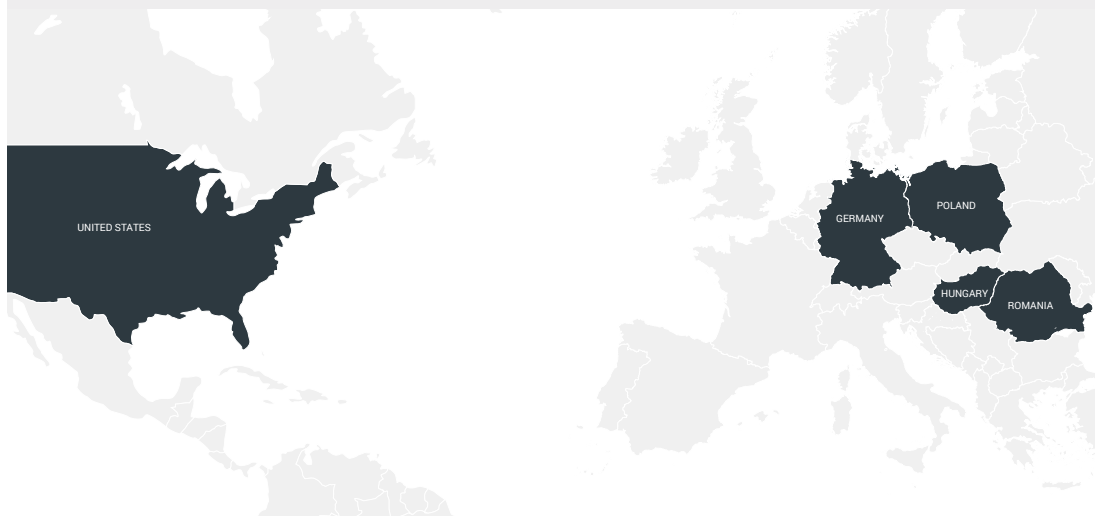 UNITED STATES
GERMANY
POLAND
HUNGARY
ROMANIA